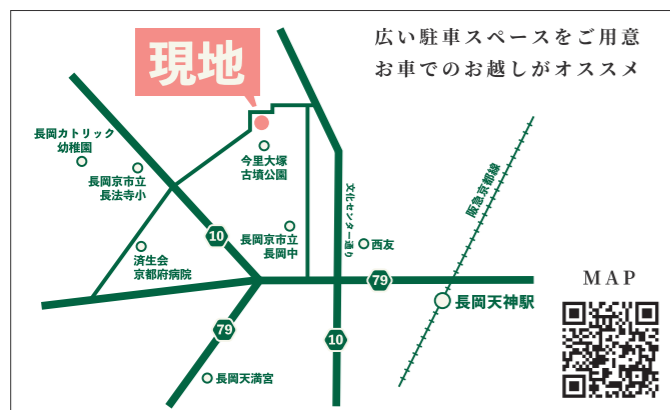 広い駐車スペースをご用意
お車でのお越しがオススメ
現地
長岡カトリック
幼稚園
長岡京市立
長法寺小
今里大塚
古墳公園
文化センター通り
阪急京都線
10
長岡京市立
長岡中
西友
済生会
京都府病院
79
長岡天神駅
MAP
79
10
長岡天満宮